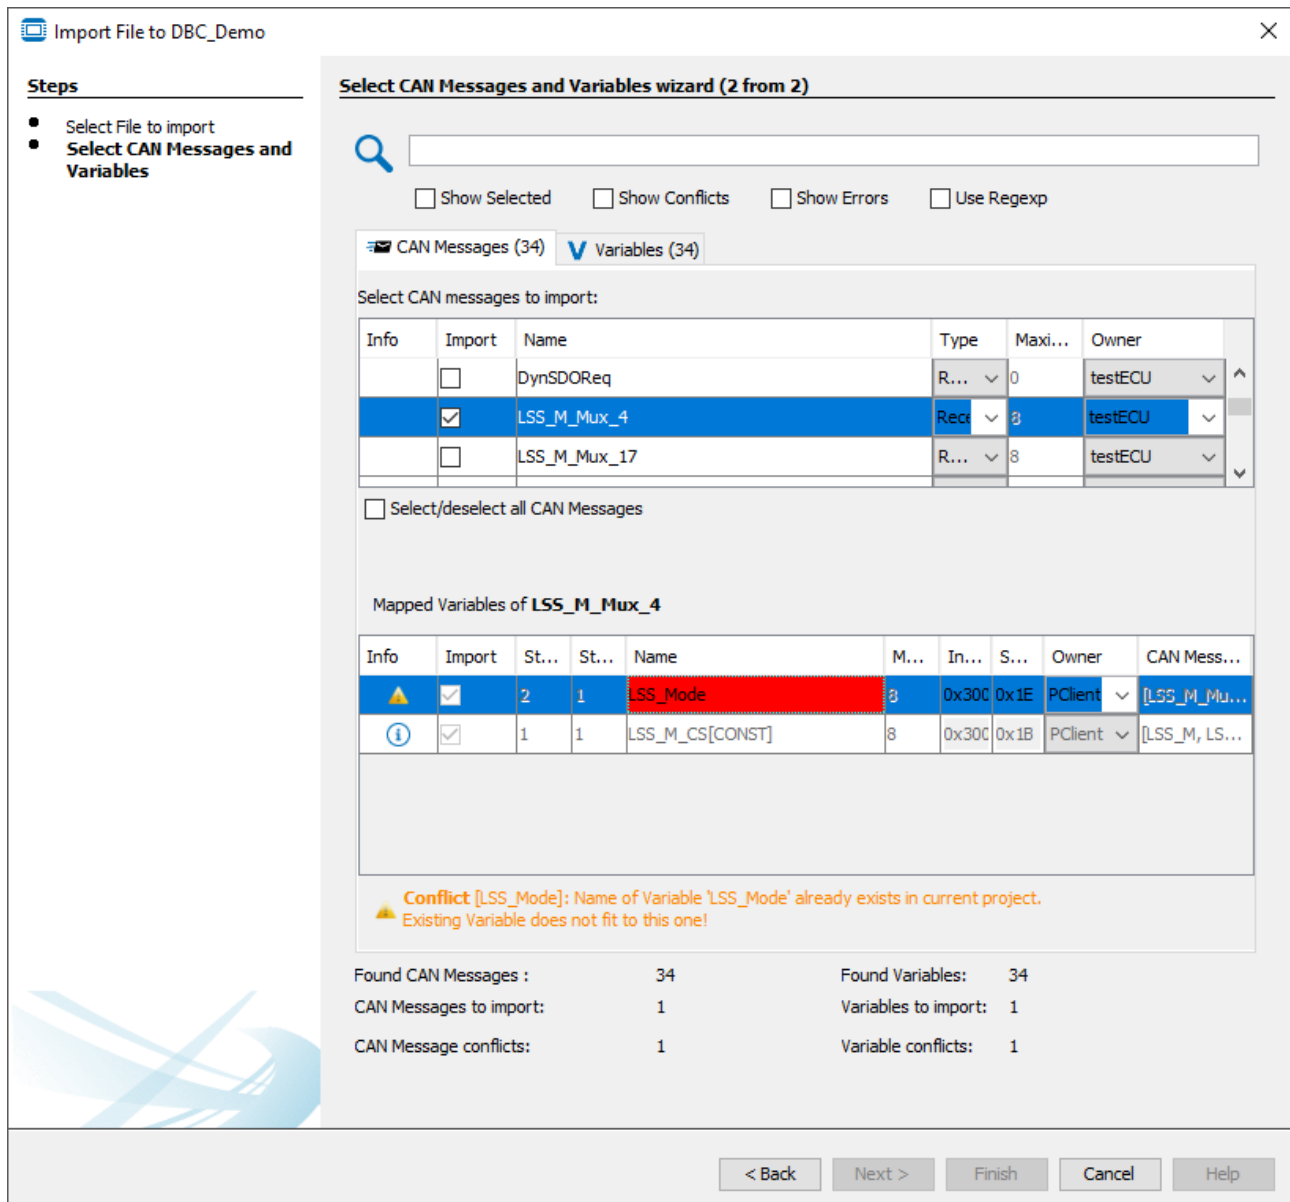 Import File to DBC_Demo
Steps
Select File to import
Select CAN Messages and
Variables
Select CAN Messages and Variables wizard (2 from 2)
Show Selected Show Conflicts Show Errors Use Regexp
CAN Messages (34) Variables (34)
Select CAN messages to import:
Info Import Name Type Maxi... Owner
DynSDOReq R... 0 testECU
LSS_M_Mux_4 Rece 8 testECU
LSS_M_Mux_17 R... 8 testECU
Select/deselect all CAN Messages
Mapped Variables of LSS_M_Mux_4
Info Import St... St... Name M... In... S... Owner CAN Mess...
2 1 LSS_Mode 8 0x300 0x1E PClient [LSS_M_Mu...
1 1 LSS_M_CS[CONST] 8 0x300 0x1B PClient [LSS_M, LS...
Conflict [LSS_Mode]: Name of Variable 'LSS_Mode' already exists in current project.
Existing Variable does not fit to this one!
Found CAN Messages : 34 Found Variables: 34
CAN Messages to import: 1 Variables to import: 1
CAN Message conflicts: 1 Variable conflicts: 1
< Back Next > Finish Cancel Help